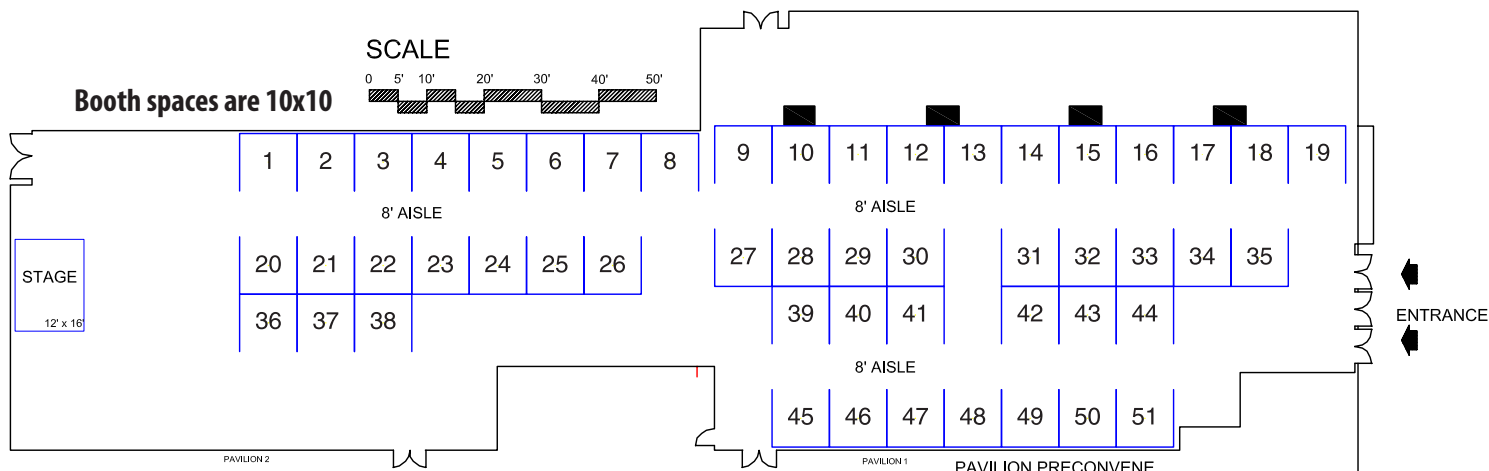 SCALE
0 5' 10' 20' 30' 40' 50'
Booth spaces are 10x10
1 2 3 4 5 6 7 8 9 10 11 12 13 14 15 16 17 18 19
8' AISLE 8' AISLE
20 21 22 23 24 25 26 27 28 29 30 31 32 33 34 35
STAGE
12' x 16'
36 37 38 39 40 41 42 43 44
ENTRANCE
8' AISLE
45 46 47 48 49 50 51
PAVILION 2 PAVILION 1 PAVILION PRECONVENE